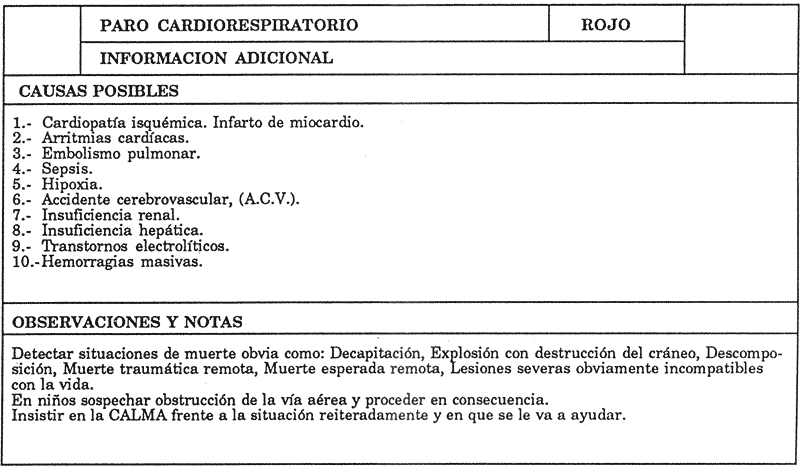 PARO CARDIORESPIRATORIO ROJO
INFORMACION ADICIONAL
CAUSAS POSIBLES
1.- Cardiopatía isquémica. Infarto de miocardio.
2.- Arritmias cardíacas.
3.- Embolismo pulmonar.
4.- Sepsis.
5.- Hipoxia.
6.- Accidente cerebrovascular, (A.C.V.).
7.- Insuficiencia renal.
8.- Insuficiencia hepática.
9.- Transtornos electrolíticos.
10.-Hemorragias masivas.
OBSERVACIONES Y NOTAS
Detectar situaciones de muerte obvia como: Decapitación, Explosión con destrucción del cráneo, Descompo-
sición, Muerte traumática remota, Muerte esperada remota, Lesiones severas obviamente incompatibles
con la vida.
En niños sospechar obstrucción de la vía aérea y proceder en consecuencia.
Insistir en la CALMA frente a la situación reiteradamente y en que se le va a ayudar.